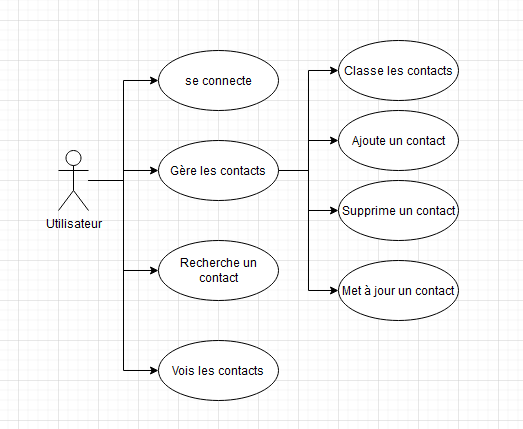 se connecte
Gère les contacts
Recherche un
contact
Vois les contacts
Utilisateur
Classe les contacts
Ajoute un contact
Supprime un contact
Met à jour un contact